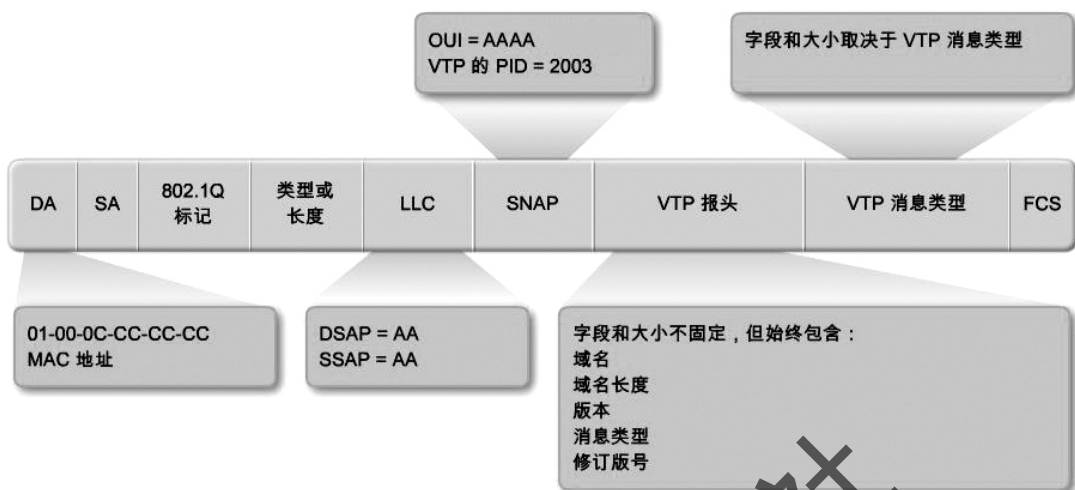 OUI = AAAA
VTP 的 PID = 2003
字段和大小取决于 VTP 消息类型
DA
SA
802.1Q
标记
类型或
长度
LLC
SNAP
VTP 报头
VTP 消息类型
FCS
01-00-0C-CC-CC-CC
MAC 地址
DSAP = AA
SSAP = AA
字段和大小不固定，但始终包含：
域名
域名长度
版本
消息类型
修订版号